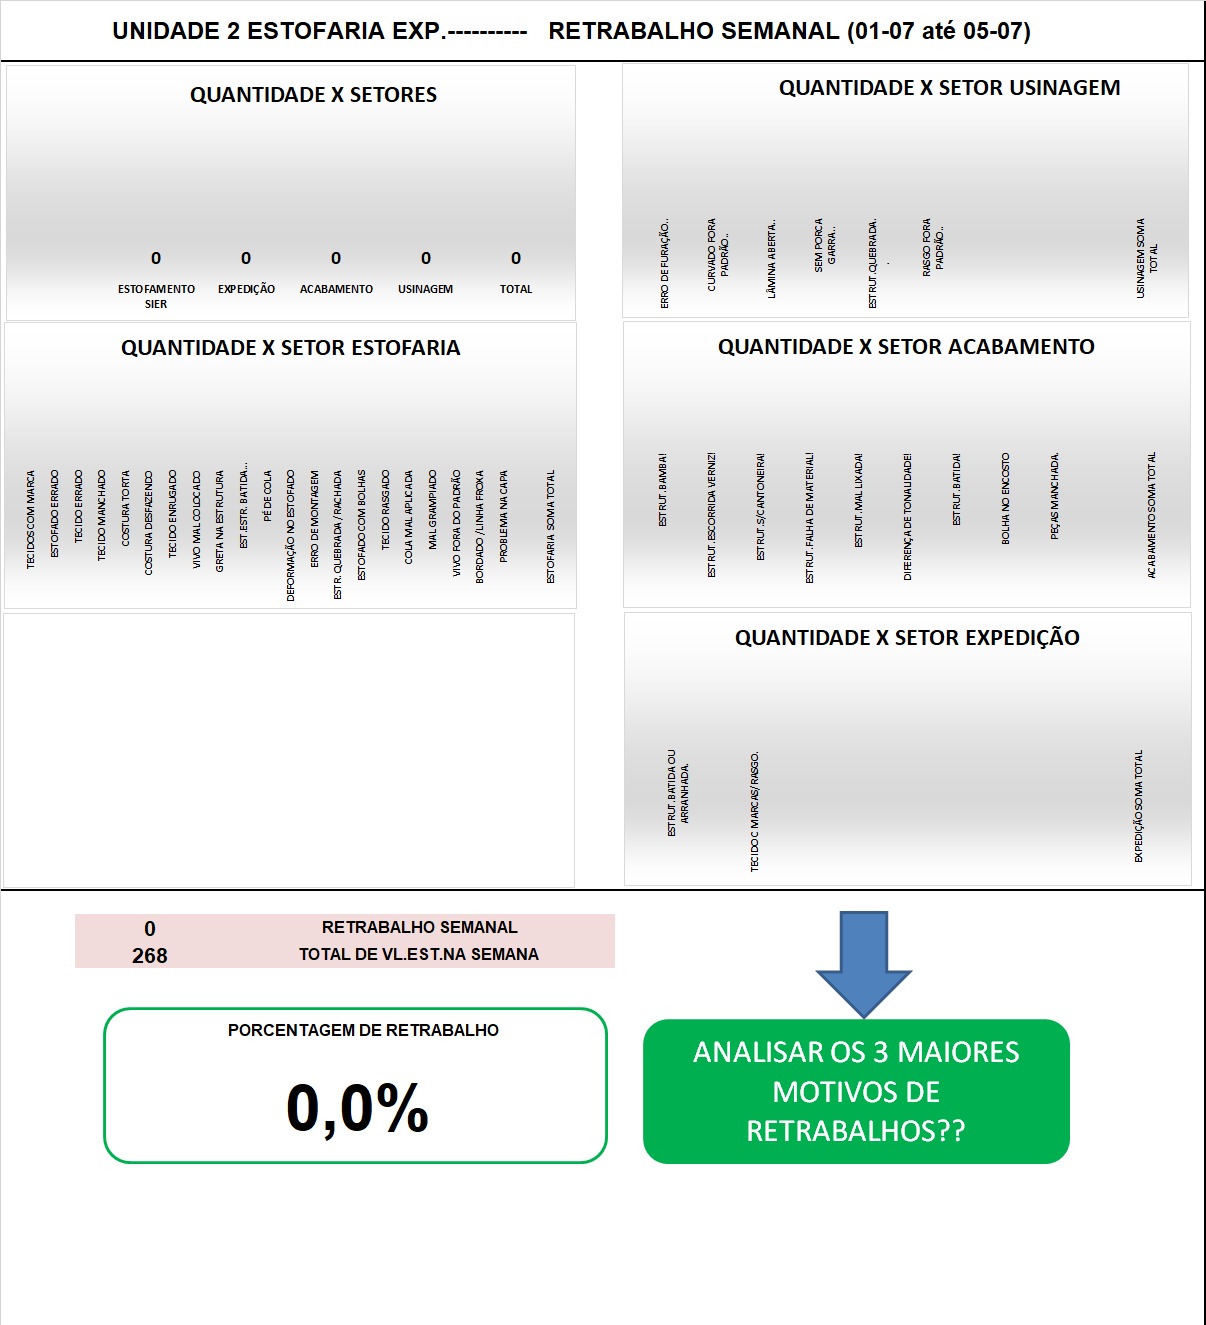 UNIDADE 2 ESTOFARIA EXP.----------   RETRABALHO SEMANAL (01-07 até 05-07)
QUANTIDADE X SETORES
0
0
0
0
0
ESTOFAMENTO
SIER
EXPEDIÇÃO
ACABAMENTO
USINAGEM
TOTAL
QUANTIDADE X SETOR USINAGEM
ERRO DE FURAÇÃO..
CURVADO FORA
PADRÃO..
LÂMINA ABERTA..
SEM PORCA
GARRA..
ESTRUT.QUEBRADA.
.
RASGO FORA
PADRÃO..
USINAGEM SOMA
TOTAL
QUANTIDADE X SETOR ESTOFARIA
TECIDOS COM MARCA
ESTOFADO ERRADO
TECIDO ERRADO
TECIDO MANCHADO
COSTURA TORTA
COSTURA DESFAZENDO
TECIDO ENRUGADO
VIVO MAL COLOCADO
GRETA NA ESTRUTURA
EST.ESTR. BATIDA...
PÉ DE COLA
DEFORMAÇÃO NO ESTOFADO
ERRO DE MONTAGEM
ESTR. QUEBRADA / RACHADA
ESTOFADO COM BOLHAS
TECIDO RASGADO
COLA MAL APLICADA
MAL GRAMPIADO
VIVO FORA DO PADRÃO
BORDADO /LINHA FROXA
PROBLEMA NA CAPA
ESTOFARIA SOMA TOTAL
QUANTIDADE X SETOR ACABAMENTO
ESTRUT.BAMBA!
ESTRUT.ESCORRIDA VERNIZ!
ESTRUT S/CANTONEIRA!
ESTRUT.FALHA DE MATERIAL!
ESTRUT.MAL LIXADA!
DIFERENÇA DE TONALIDADE!
ESTRUT.BATIDA!
BOLHA NO ENCOSTO
PEÇAS MANCHADA.
ACABAMENTO SOMA TOTAL
QUANTIDADE X SETOR EXPEDIÇÃO
ESTRUT.BATIDA OU
ARRANHADA.
TECIDO C MARCAS/RASGO.
EXPEDIÇÃO SOMA TOTAL
0 RETRABALHO SEMANAL
268 TOTAL DE VL.EST.NA SEMANA
PORCENTAGEM DE RETRABALHO
0,0%
ANALISAR OS 3 MAIORES
MOTIVOS DE
RETRABALHOS??